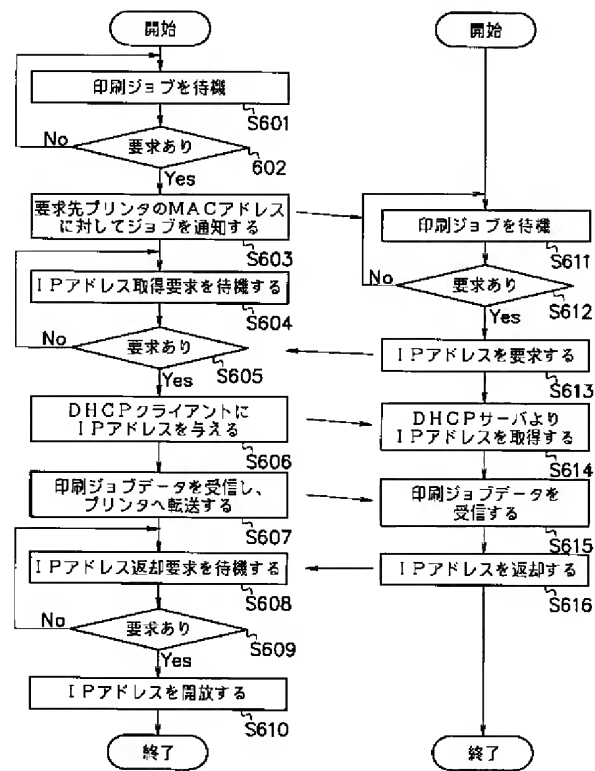 開始
印刷ジョブを待機
S601
No
要求あり
602
Yes
要求先プリンタのMACアドレス
に対してジョブを通知する
S603
IPアドレス取得要求を待機する
S604
No
要求あり
S605
Yes
DHCPクライアントに
IPアドレスを与える
S606
印刷ジョブデータを受信し、
プリンタへ転送する
S607
IPアドレス返却要求を待機する
S608
No
要求あり
S609
Yes
IPアドレスを開放する
S610
終了
開始
印刷ジョブを待機
S611
No
要求あり
S612
Yes
IPアドレスを要求する
S613
DHCPサーバより
IPアドレスを取得する
S614
印刷ジョブデータを
受信する
S615
IPアドレスを返却する
S616
終了